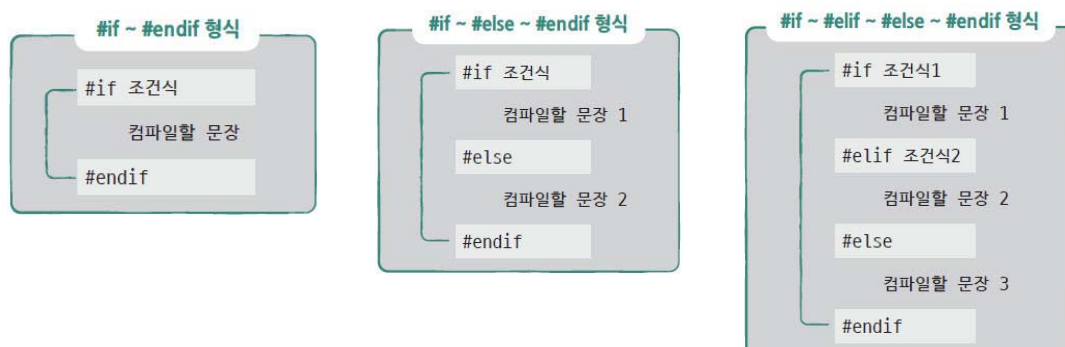 #if ~ #endif 형식
#if 조건식
컴파일할 문장
#endif
#if ~ #else ~ #endif 형식
#if 조건식
컴파일할 문장 1
#else
컴파일할 문장 2
#endif
#if ~ #elif ~ #else ~ #endif 형식
#if 조건식1
컴파일할 문장 1
#elif 조건식2
컴파일할 문장 2
#else
컴파일할 문장 3
#endif